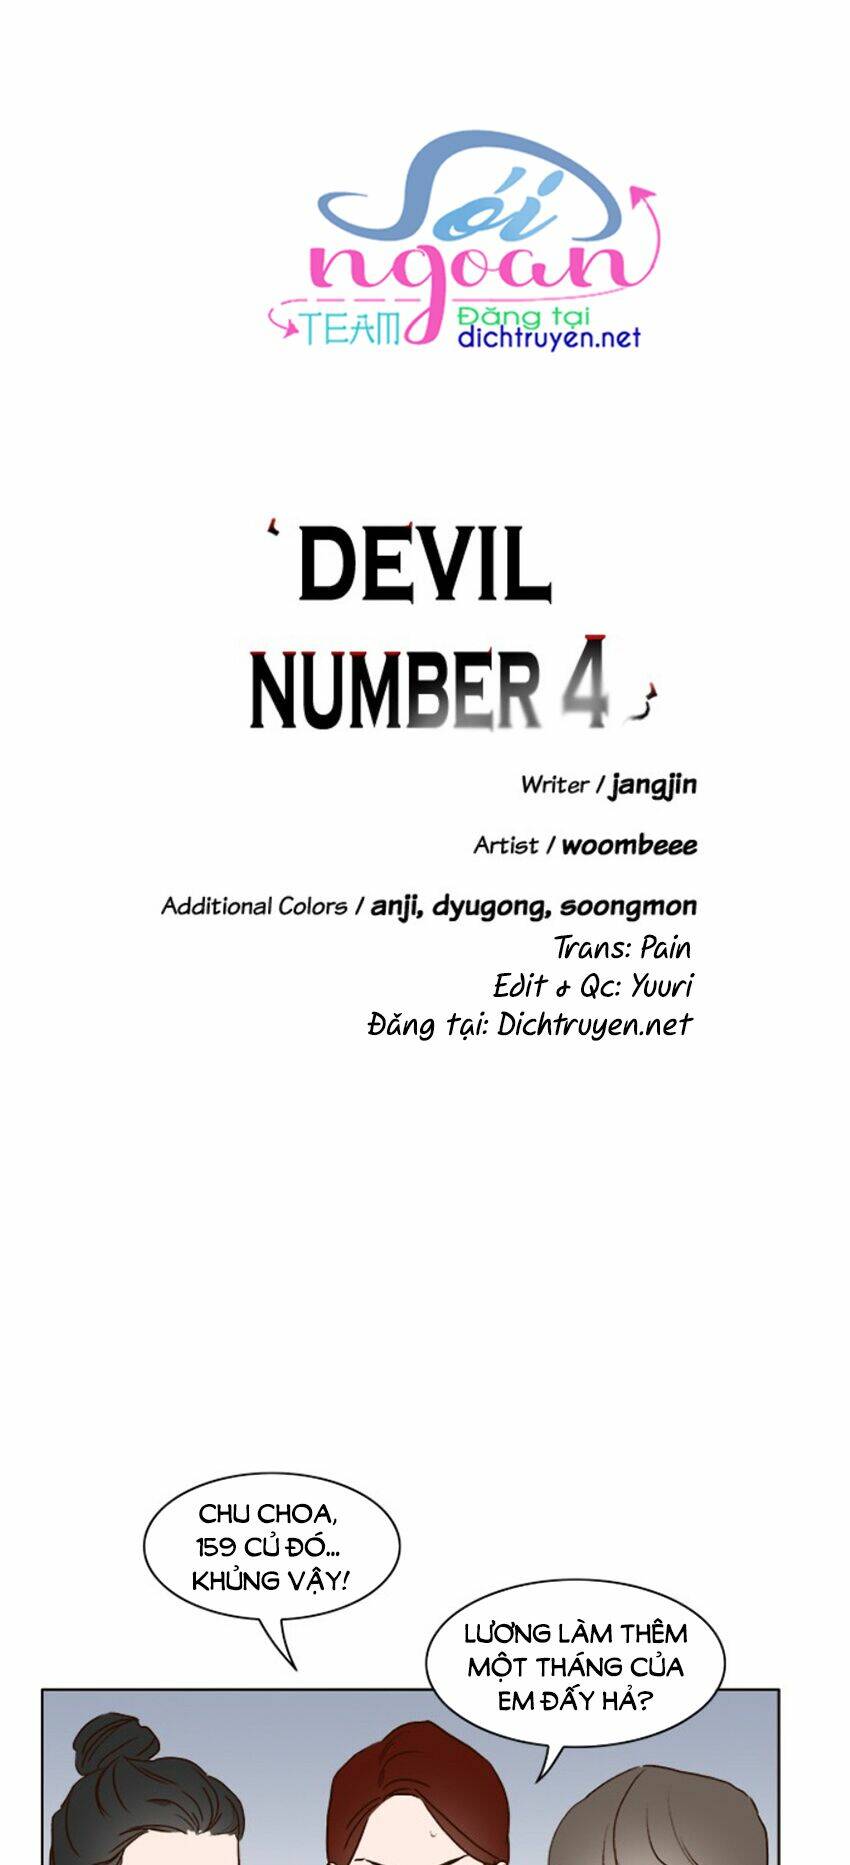 Sói
ngoan
TEAM
Đăng tại
dichtruyen.net
DEVIL
NUMBER 4
Writer / jangjin
Artist / woombeee
Additional Colors / anji, dyugong, soongmon
Trans: Pain
Edit & Qc: Yuuri
Đăng tại: Dichtruyen.net
CHU CHOA,
159 CỦ ĐÓ...
KHỦNG VẬY!
LƯƠNG LÀM THÊM
MỘT THÁNG CỦA
EM ĐẤY HẢ?